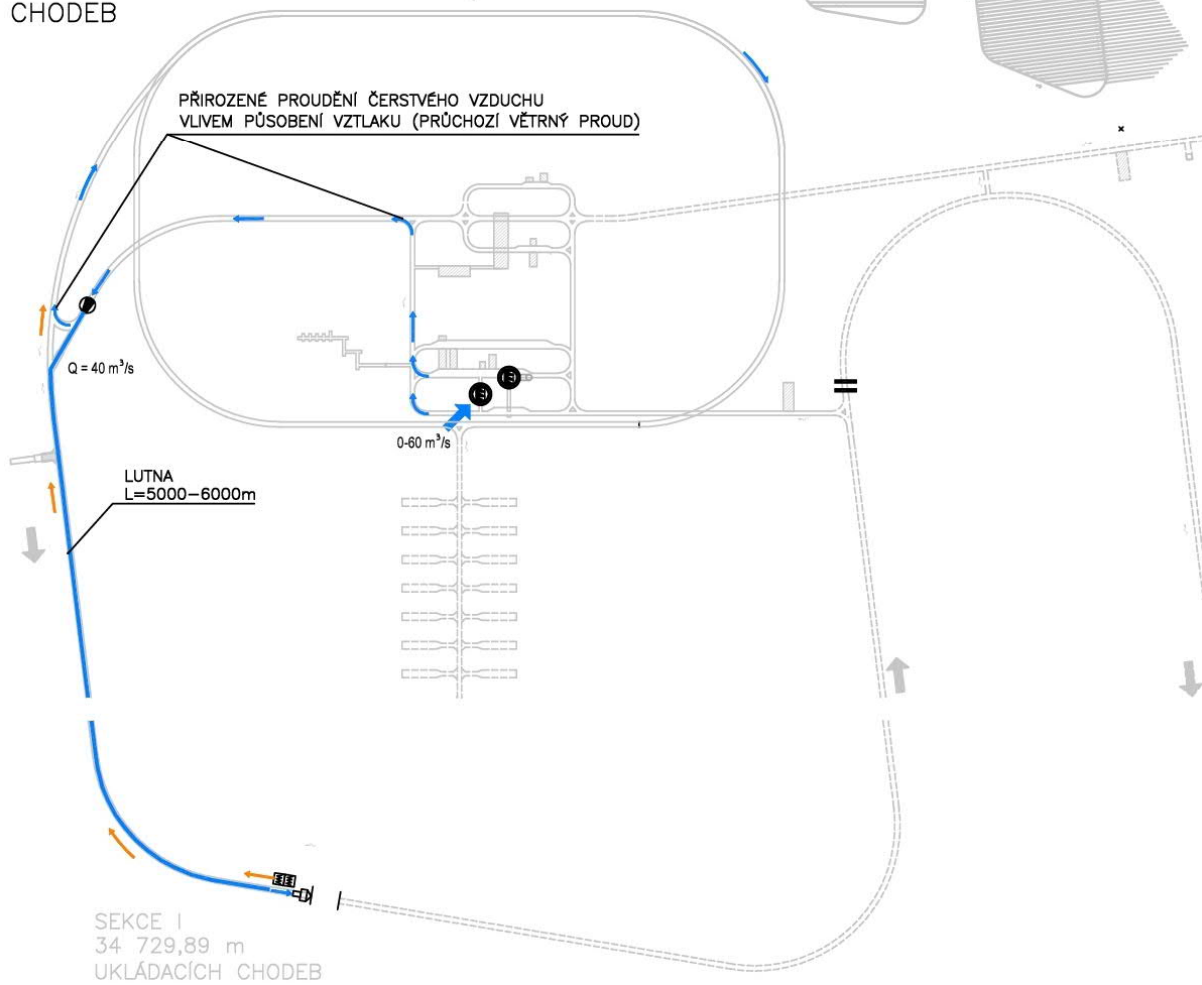 CHODEB
PŘIROZENÉ PROUDĚNÍ ČERSTVÉHO VZDUCHU
VLIVEM PŮSOBENÍ VZTLAKU (PRŮCHOZÍ VĚTRNÝ PROUD)
Q = 40 m³/s
0-60 m³/s
LUTNA
L=5000-6000m
SEKCE I
34 729,89 m
UKLÁDACÍCH CHODEB